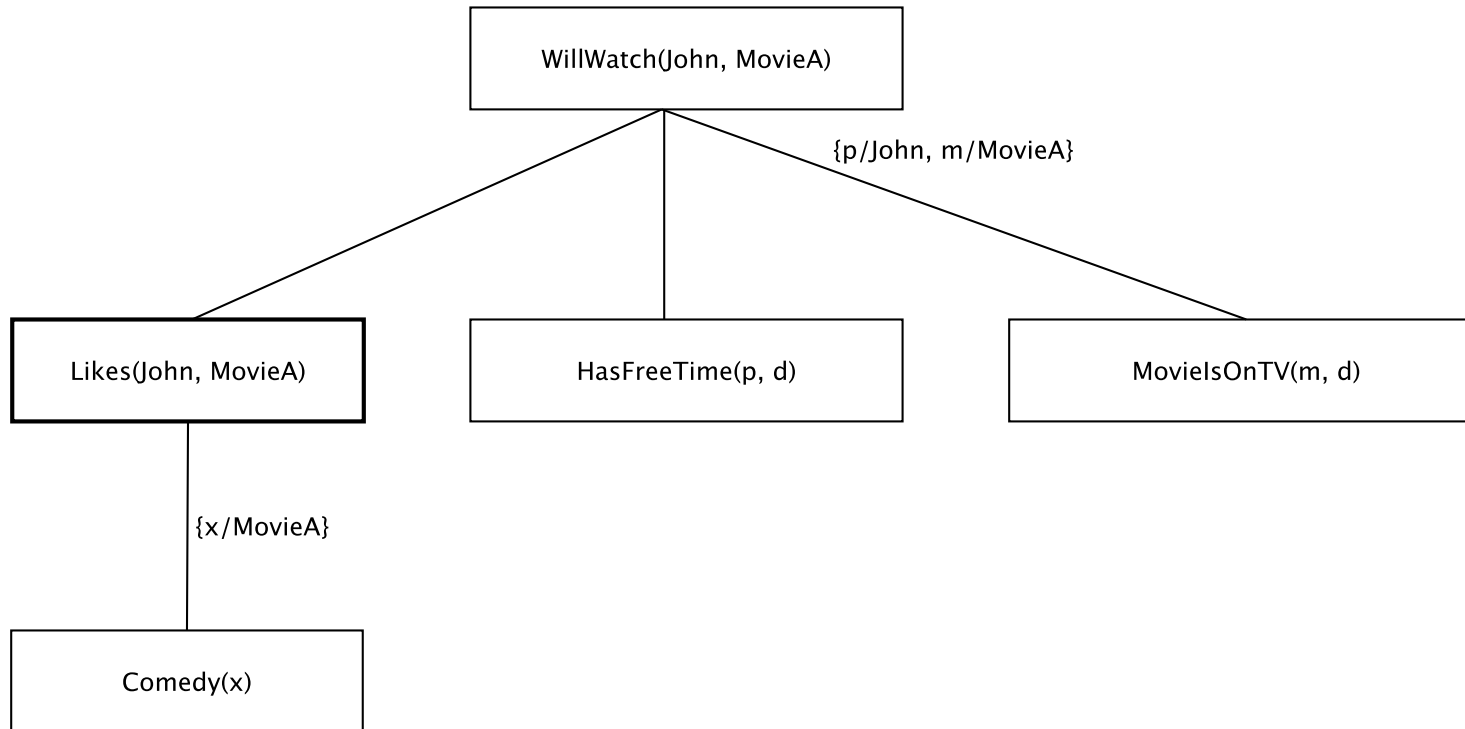 WillWatch(John, MovieA)
{p/John, m/MovieA}
Likes(John, MovieA)
HasFreeTime(p, d)
MovieIsOnTV(m, d)
{x/MovieA}
Comedy(x)